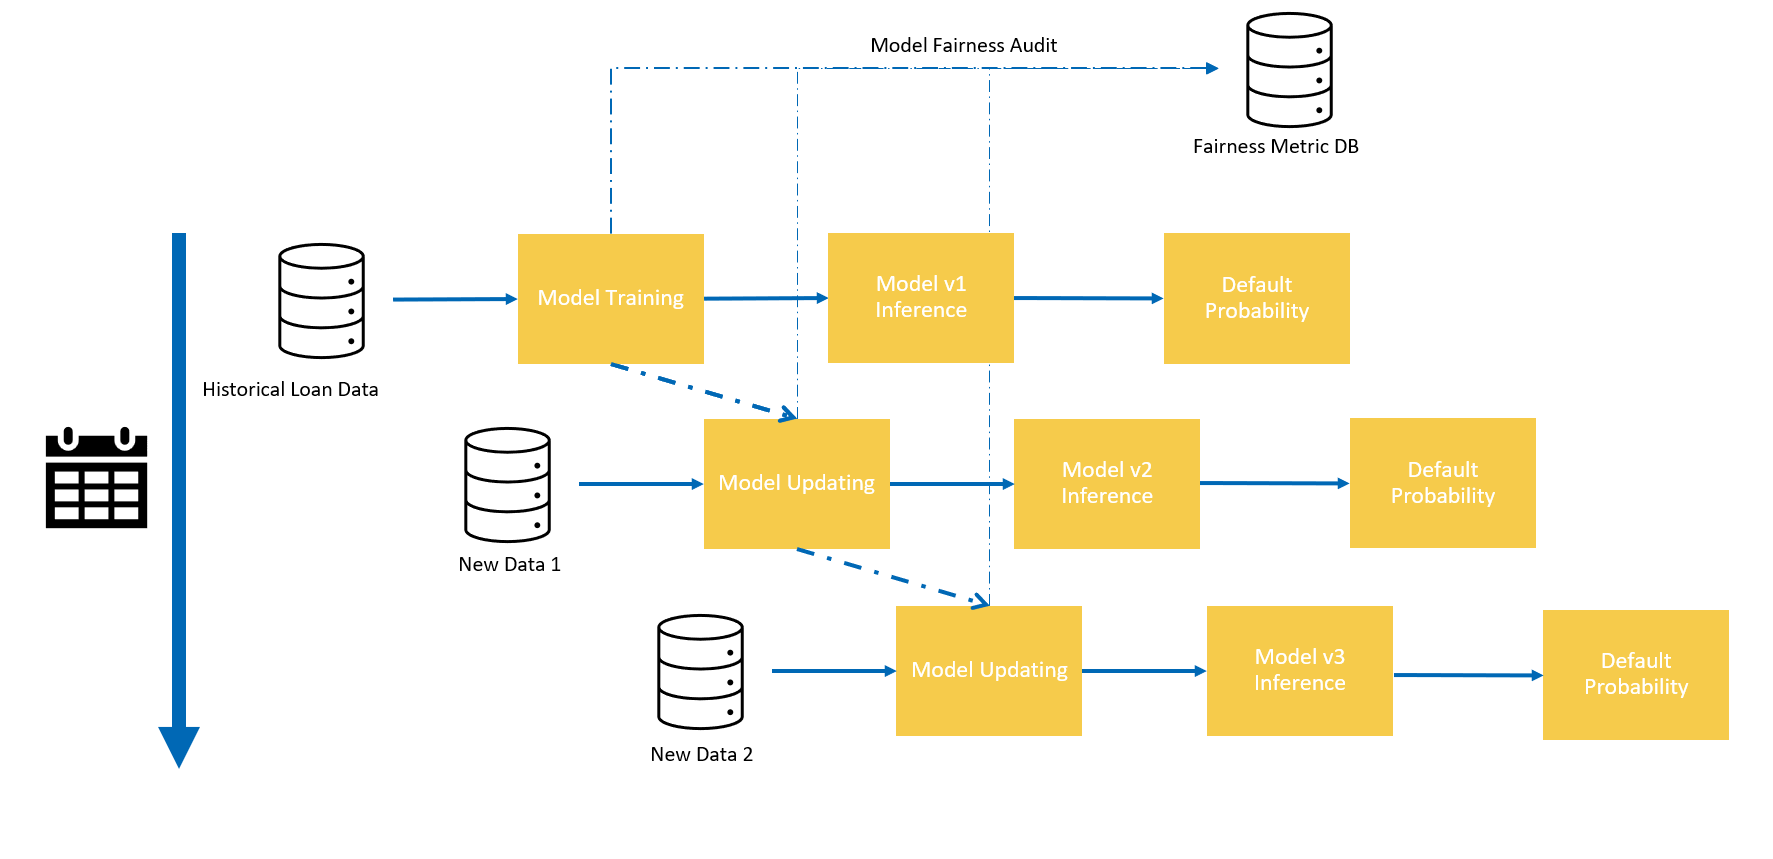 Model Fairness Audit
Fairness Metric DB
Historical Loan Data
Model Training
Model v1
Inference
Default
Probability
New Data 1
Model Updating
Model v2
Inference
Default
Probability
New Data 2
Model Updating
Model v3
Inference
Default
Probability